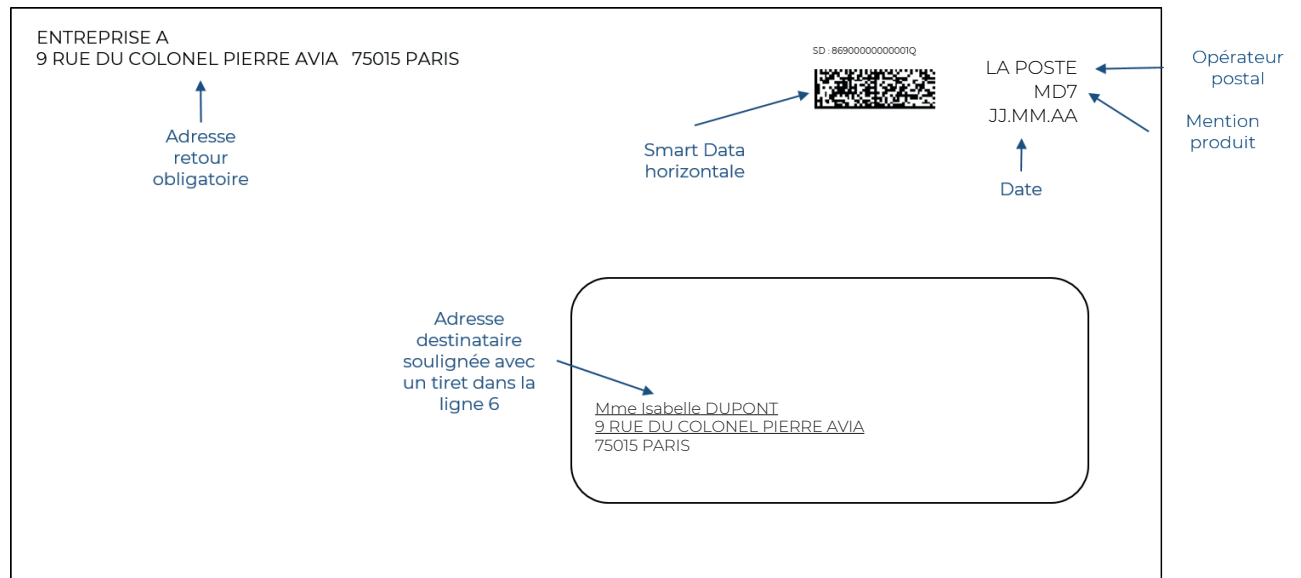 ENTREPRISE A
9 RUE DU COLONEL PIERRE AVIA 75015 PARIS
Adresse
retour
obligatoire
SD : 86900000000001Q
Smart Data
horizontale
LA POSTE
MD7
JJ.MM.AA
Date
Opérateur
postal
Mention
produit
Adresse
destinataire
soulignée avec
un tiret dans la
ligne 6
Mme Isabelle DUPONT
9 RUE DU COLONEL PIERRE AVIA
75015 PARIS